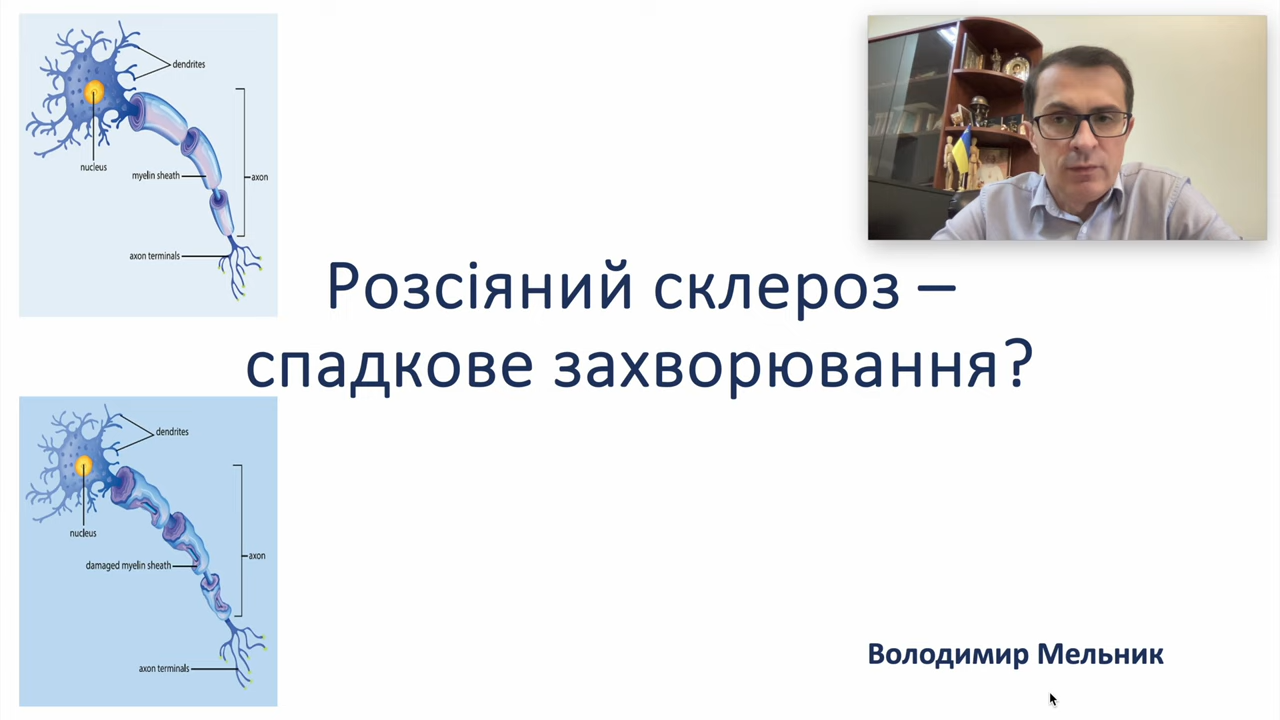 dendrites
nucleus
myelin sheath
axon
axon terminals
Розсіяний склероз –
спадкове захворювання?
dendrites
nucleus
axon
damaged myelin sheath
axon terminals
Володимир Мельник